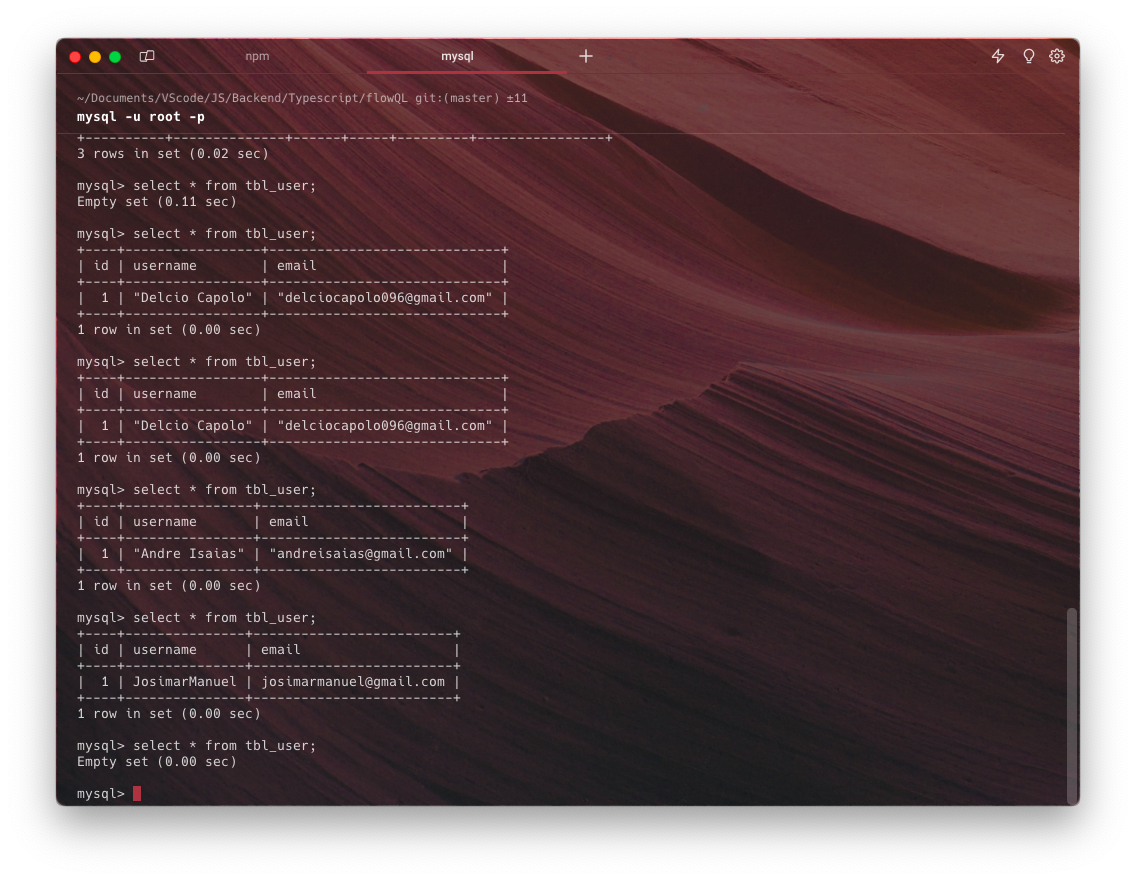 npm
mysql
~/Documents/VScode/JS/Backend/Typescript/flowQL git:(master) ±11
mysql -u root -p
+----------+--------------+------+-----+---------+----------------+
3 rows in set (0.02 sec)
mysql> select * from tbl_user;
Empty set (0.11 sec)
mysql> select * from tbl_user;
+----+-----------------+-----------------------------+
| id | username        | email                       |
+----+-----------------+-----------------------------+
|  1 | "Delcio Capolo" | "delciocapolo096@gmail.com" |
+----+-----------------+-----------------------------+
1 row in set (0.00 sec)
mysql> select * from tbl_user;
+----+-----------------+-----------------------------+
| id | username        | email                       |
+----+-----------------+-----------------------------+
|  1 | "Delcio Capolo" | "delciocapolo096@gmail.com" |
+----+-----------------+-----------------------------+
1 row in set (0.00 sec)
mysql> select * from tbl_user;
+----+----------------+-------------------------+
| id | username       | email                   |
+----+----------------+-------------------------+
|  1 | "Andre Isaias" | "andreisaias@gmail.com" |
+----+----------------+-------------------------+
1 row in set (0.00 sec)
mysql> select * from tbl_user;
+----+---------------+-------------------------+
| id | username      | email                   |
+----+---------------+-------------------------+
|  1 | JosimarManuel | josimarmanuel@gmail.com |
+----+---------------+-------------------------+
1 row in set (0.00 sec)
mysql> select * from tbl_user;
Empty set (0.00 sec)
mysql>